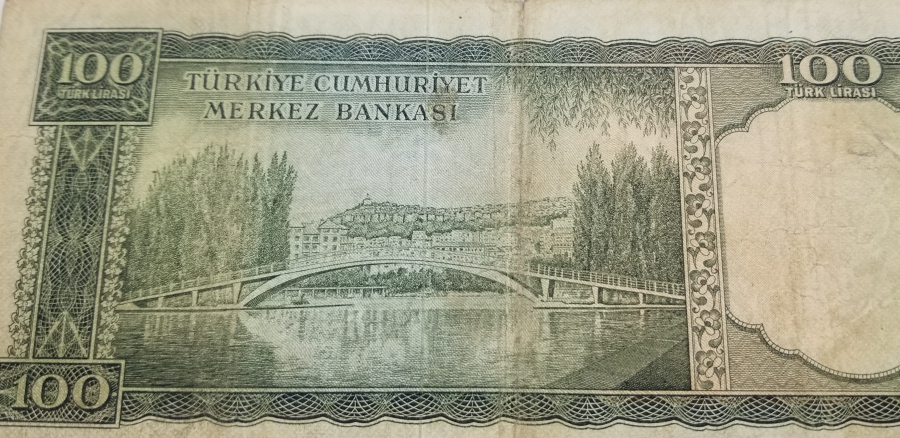 100
TÜRK LİRASI
TÜRKİYE CUMHURİYET
MERKEZ BANKASI
100
TÜRK LİRASI
100